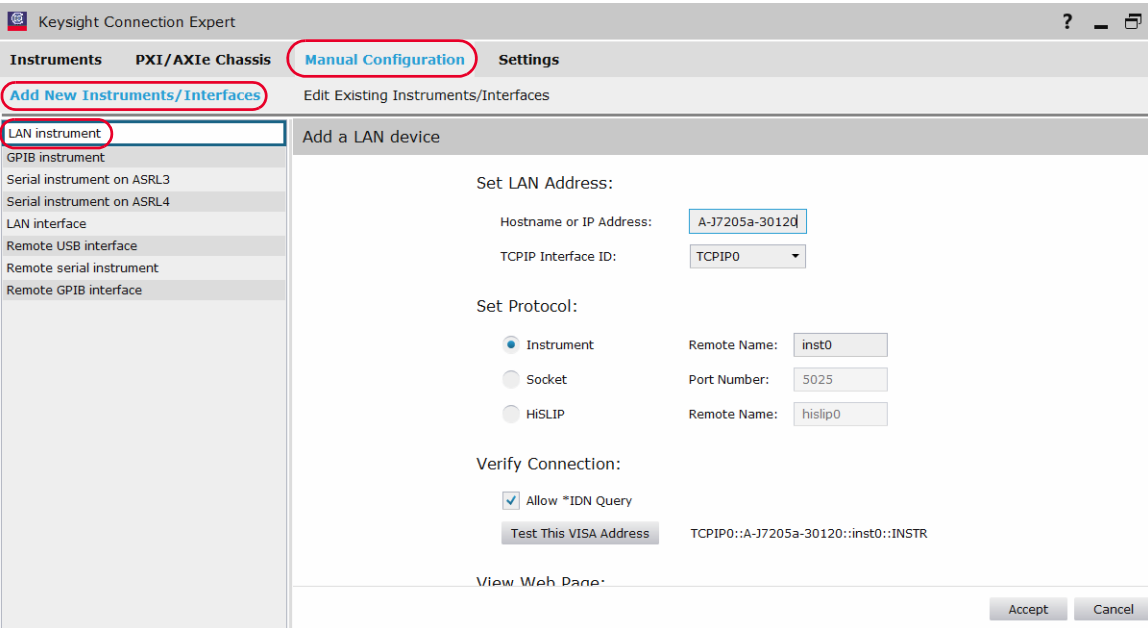 Keysight Connection Expert
?
Instruments PXI/AXIe Chassis Manual Configuration Settings
Add New Instruments/Interfaces Edit Existing Instruments/Interfaces
LAN instrument
GPIB instrument
Serial instrument on ASRL3
Serial instrument on ASRL4
LAN interface
Remote USB interface
Remote serial instrument
Remote GPIB interface
Add a LAN device
Set LAN Address:
Hostname or IP Address: A-J7205a-30120
TCPIP Interface ID: TCPIP0
Set Protocol:
Instrument Remote Name: inst0
Socket Port Number: 5025
HiSLIP Remote Name: hislip0
Verify Connection:
Allow *IDN Query
Test This VISA Address TCPIP0::A-J7205a-30120::inst0::INSTR
View Web Page:
Accept Cancel